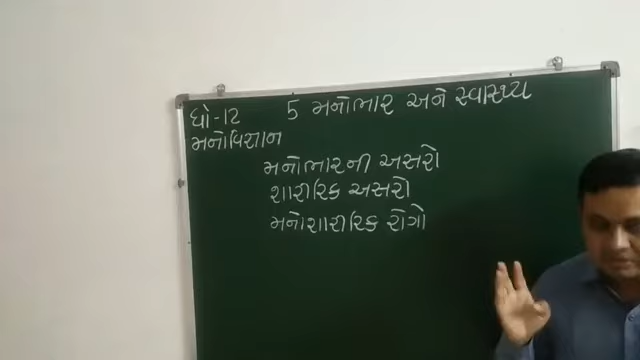 ધો-12 5 મનોભાર અને સ્વાસ્થ્ય
મનોવિજ્ઞાન
મનોભારની અસરો
શારીરિક અસરો
મનોશારીરિક રોગો